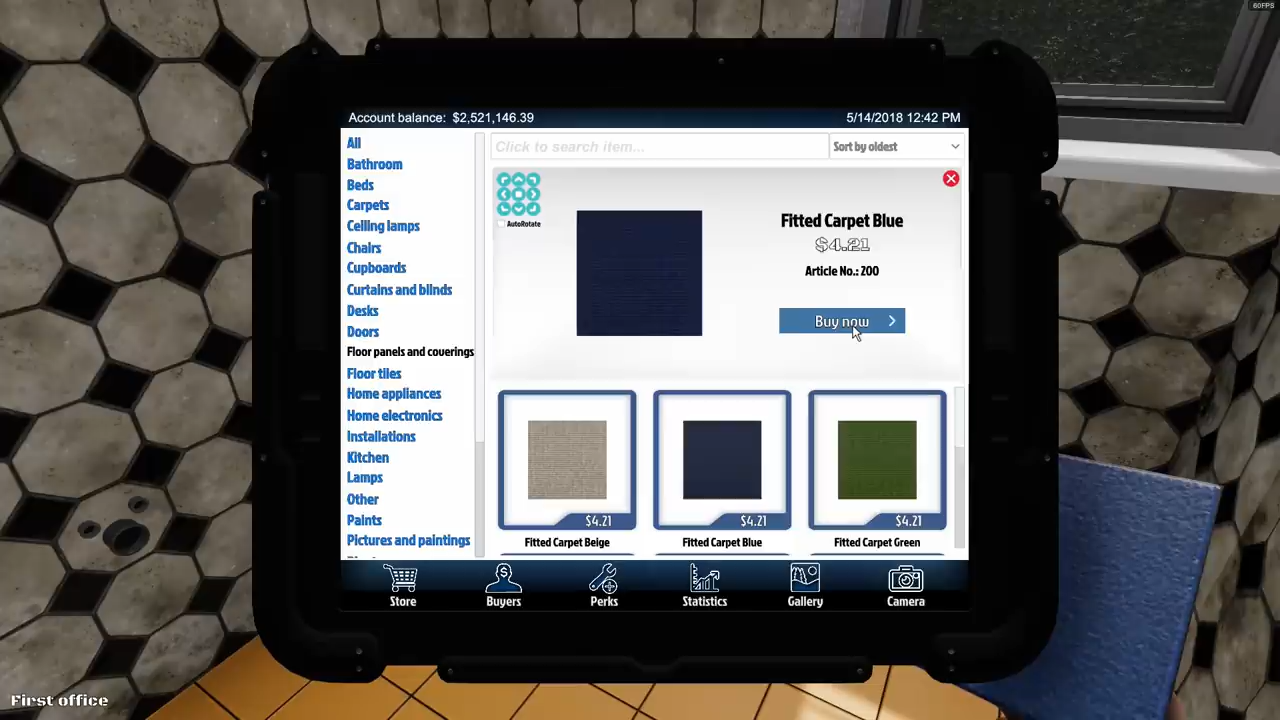 60FPS
Account balance: $2,521,146.39
5/14/2018 12:42 PM
All
Bathroom
Beds
Carpets
Ceiling lamps
Chairs
Cupboards
Curtains and blinds
Desks
Doors
Floor panels and coverings
Floor tiles
Home appliances
Home electronics
Installations
Kitchen
Lamps
Other
Paints
Pictures and paintings
Click to search item...
Sort by oldest
AutoRotate
Fitted Carpet Blue
$4.21
Article No.: 200
Buy now
$4.21
$4.21
$4.21
Fitted Carpet Beige
Fitted Carpet Blue
Fitted Carpet Green
Store
Buyers
Perks
Statistics
Gallery
Camera
First office